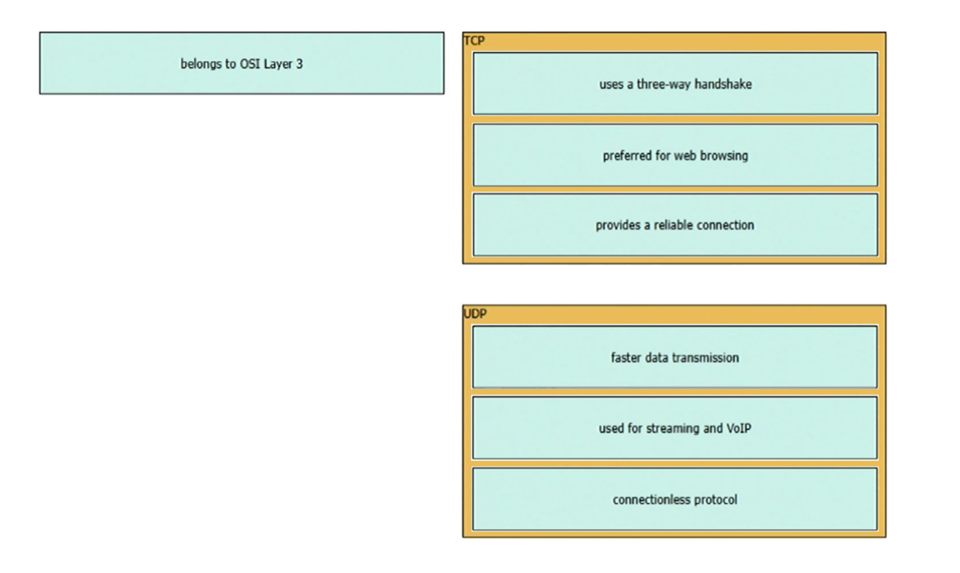 belongs to OSI Layer 3
TCP
uses a three-way handshake
preferred for web browsing
provides a reliable connection
UDP
faster data transmission
used for streaming and VoIP
connectionless protocol